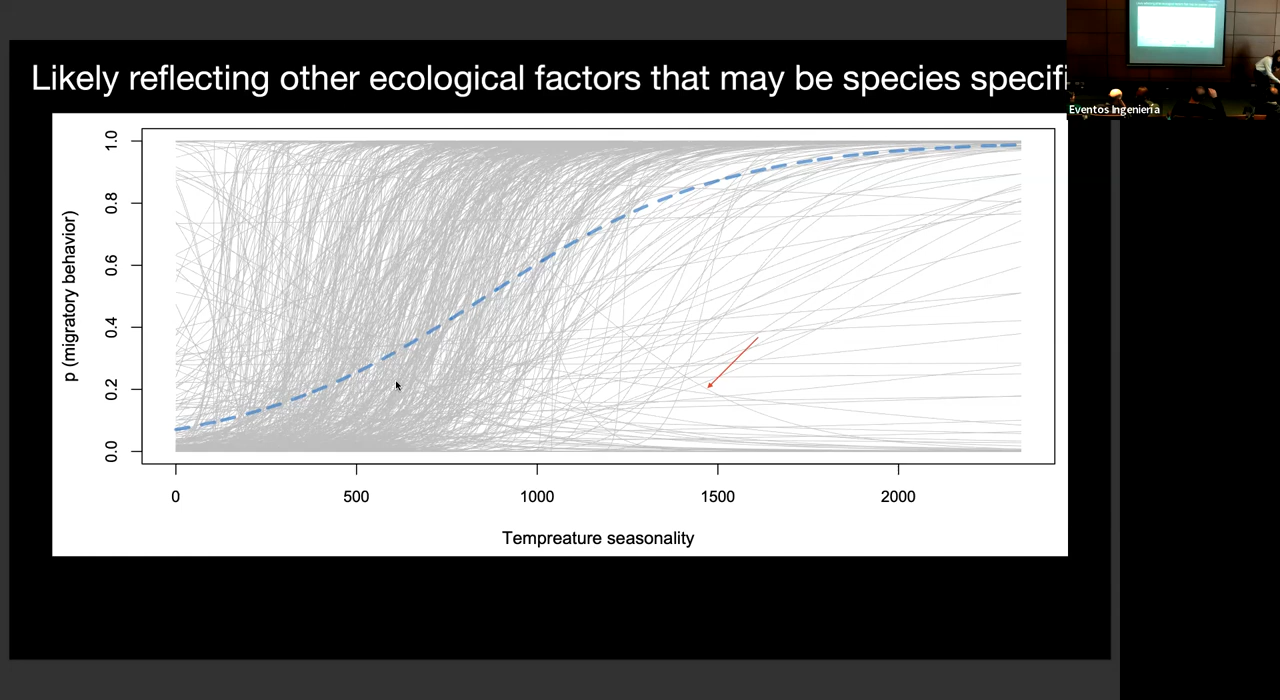 Likely reflecting other ecological factors that may be species specifi
Eventos Ingeniería
1.0
0.8
0.6
0.4
0.2
0.0
p (migratory behavior)
0 500 1000 1500 2000
Tempreature seasonality